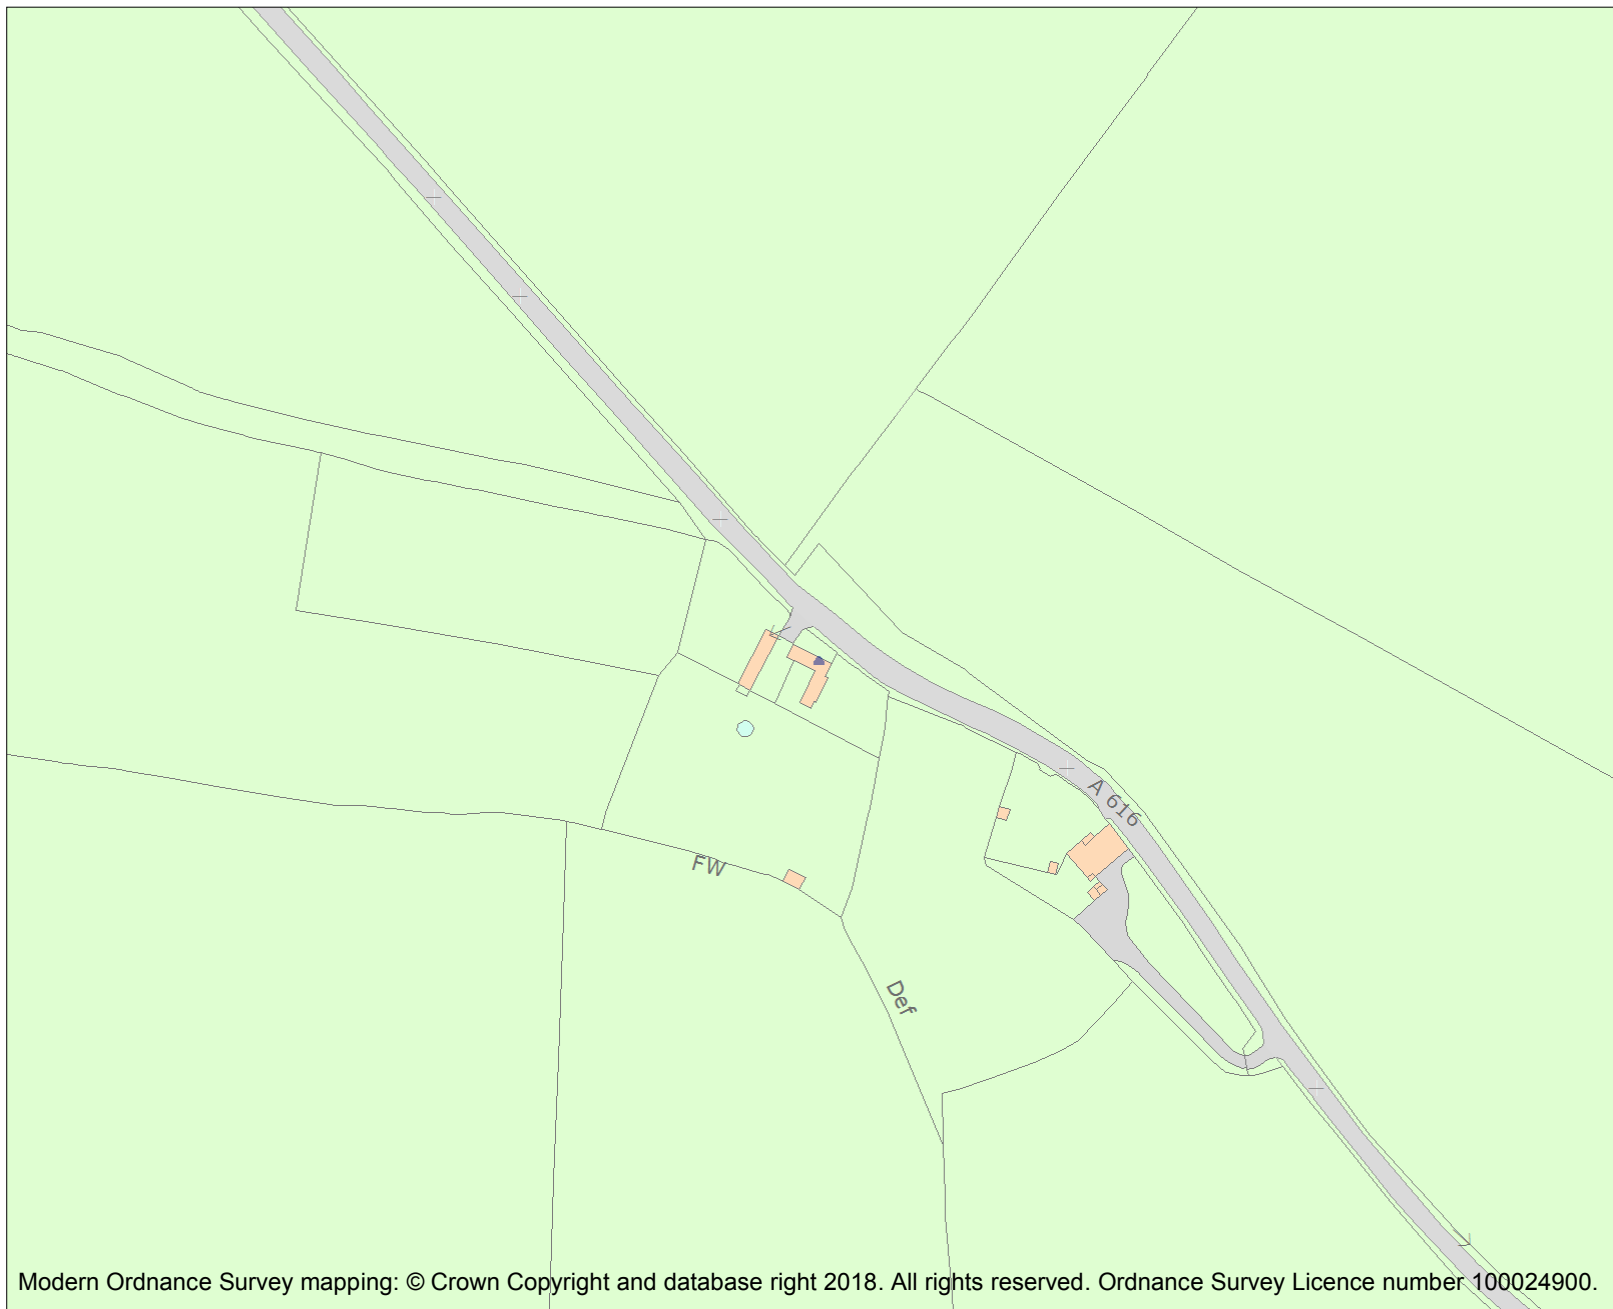 A 616
FW
Def
Modern Ordnance Survey mapping: © Crown Copyright and database right 2018. All rights reserved. Ordnance Survey Licence number 100024900.